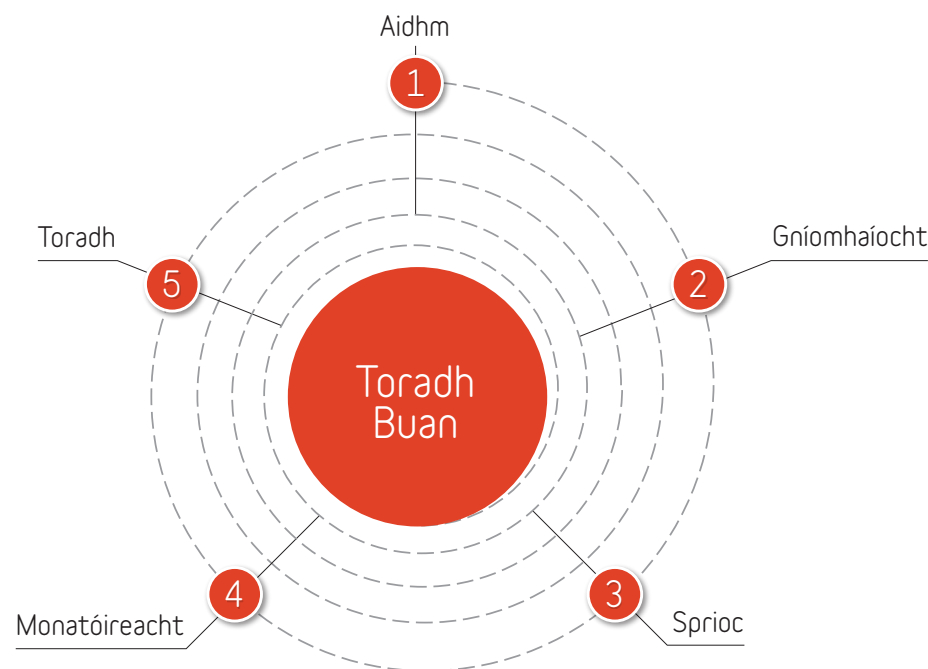 Aidhm
1
Gníomhaíocht
2
Sprioc
3
Monatóireacht
4
Toradh
5
Toradh
Buan